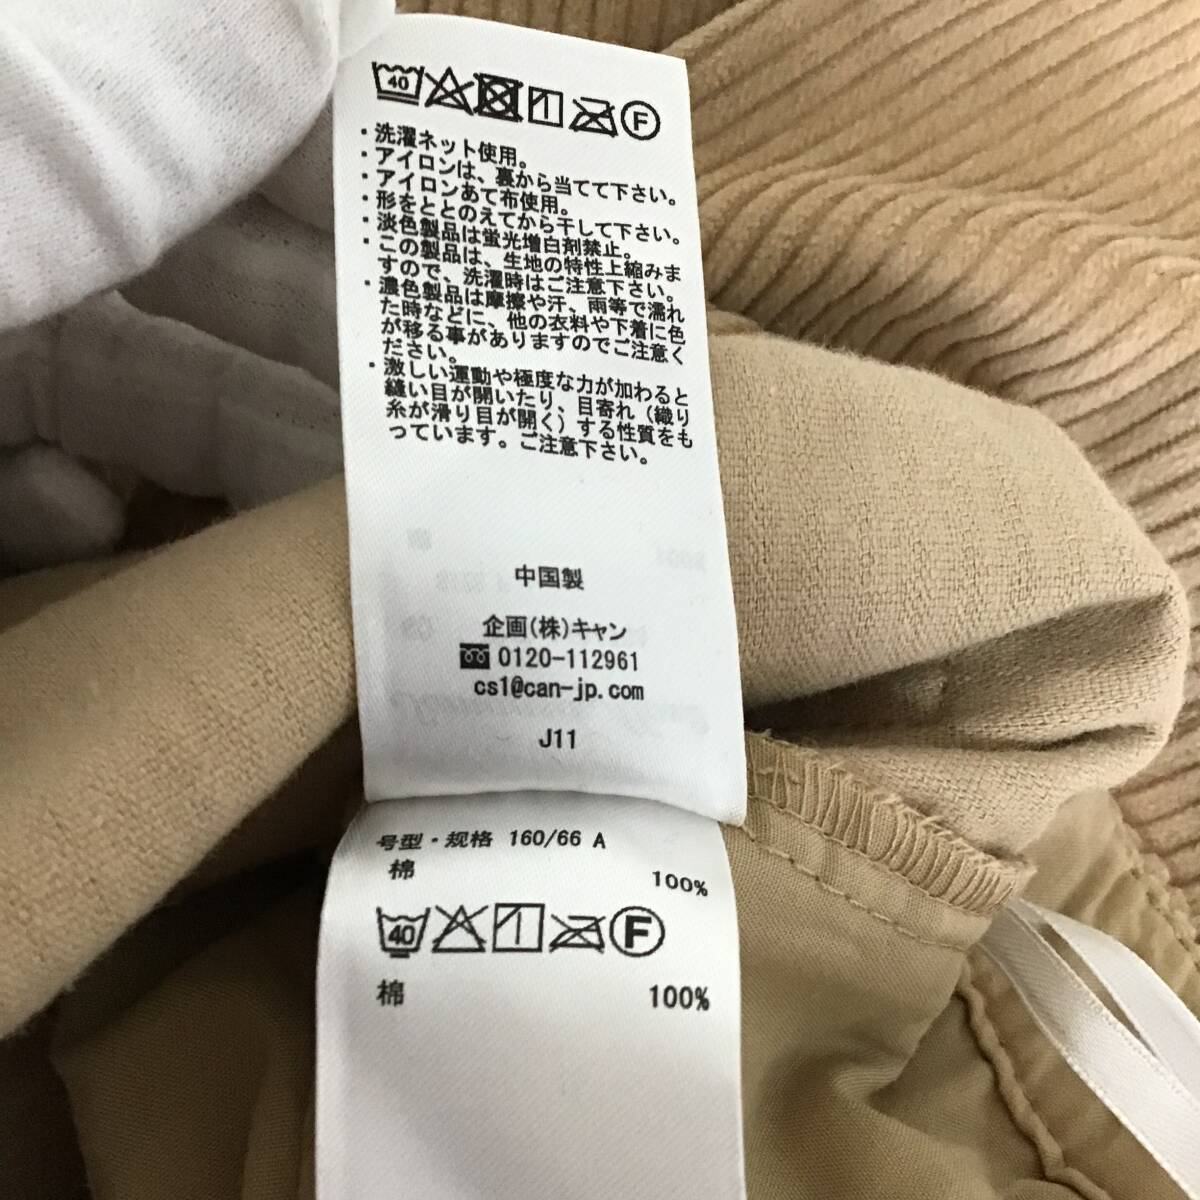 40 F
・洗濯ネット使用。
・アイロンは、裏から当てて下さい。
・アイロンあて布使用。
・形をととのえてから干して下さい。
・淡色製品は蛍光増白剤禁止。
・この製品は、生地の特性上縮みま
すので、洗濯時はご注意下さい。
・濃色製品は摩擦や汗、雨等で濡れ
た時などに、他の衣料や下着に色
が移る事がありますのでご注意く
ださい。
・激しい運動や極度な力が加わると
縫い目が開いたり、目寄れ（織り
糸が滑り目が開く）する性質をも
っています。ご注意下さい。
中国製
企画(株)キャン
0120-112961
cs1@can-jp.com
J11
号型・规格 160/66 A
棉 100%
40 F
棉 100%